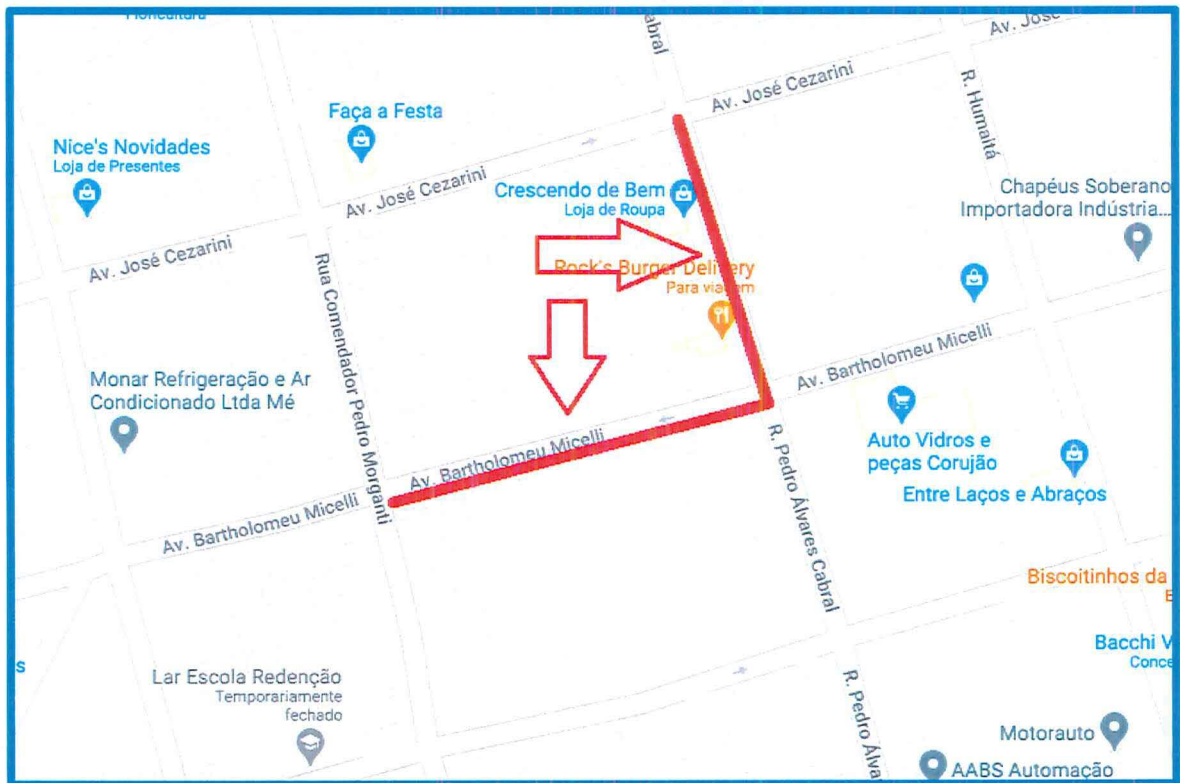 Floricultura
Cabral
Av. José
Av. José Cezarini
R. Humaitá
Faça a Festa
Nice's Novidades
Loja de Presentes
Crescendo de Bem
Loja de Roupa
Av. José Cezarini
Chapéus Soberano
Importadora Indústria...
Av. José Cezarini
Rua Comendador Pedro Morganti
Rock's Burger Delivery
Para viagem
Monar Refrigeração e Ar
Condicionado Ltda Mé
Av. Bartholomeu Micelli
Auto Vidros e
peças Corujão
Av. Bartholomeu Micelli
R. Pedro Álvares Cabral
Entre Laços e Abraços
Av. Bartholomeu Micelli
Biscoitinhos da
E
Bacchi V
Conce
s
Lar Escola Redenção
Temporariamente
fechado
R. Pedro Álva
Motorauto
AABS Automação